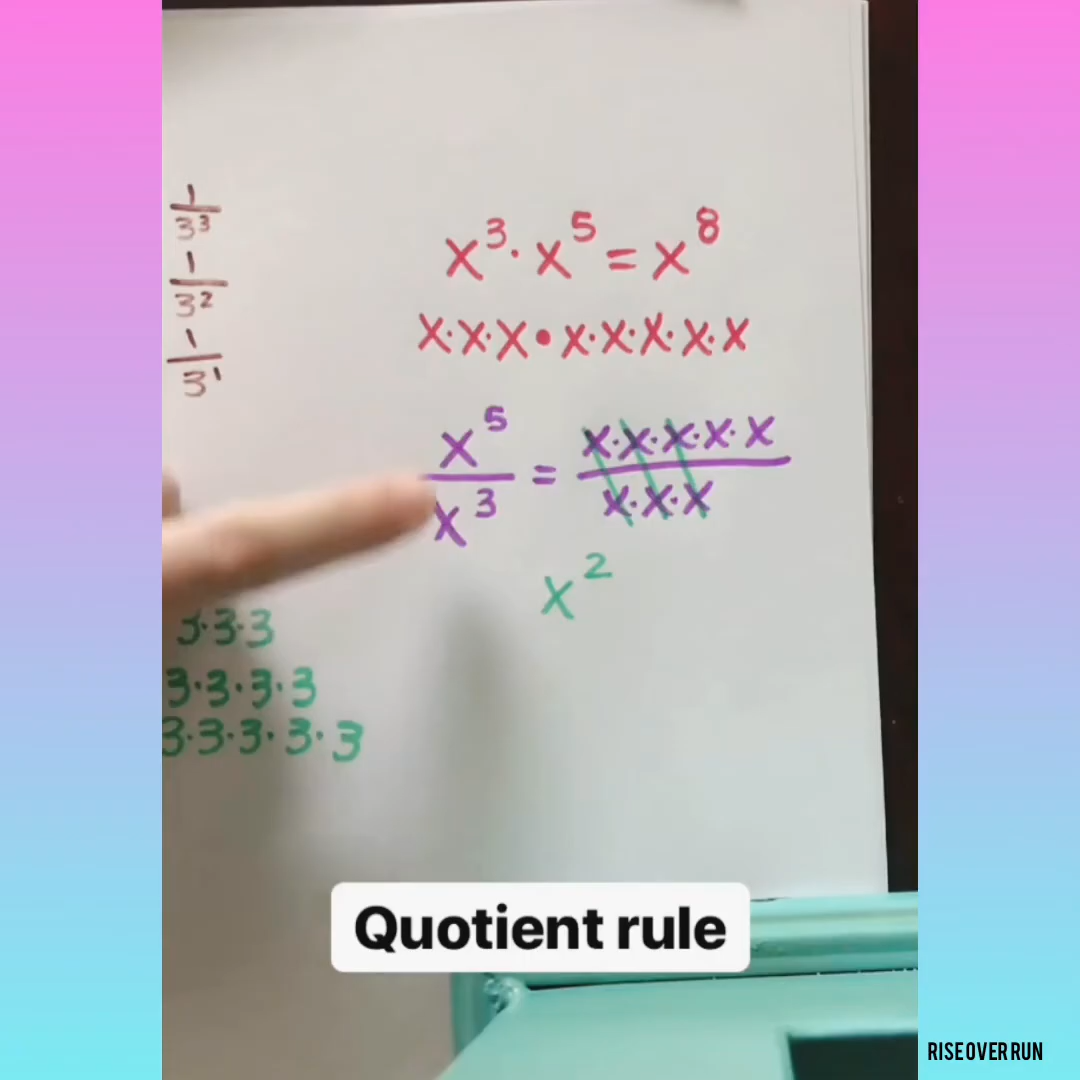 1/3³
1/3²
1/3¹
x³·x⁵=x⁸
x·x·x•x·x·x·x·x
x⁵/x³ = x·x·x·x·x/x·x·x
x²
3·3·3
3·3·3·3
3·3·3·3·3
Quotient rule
RISE OVER RUN